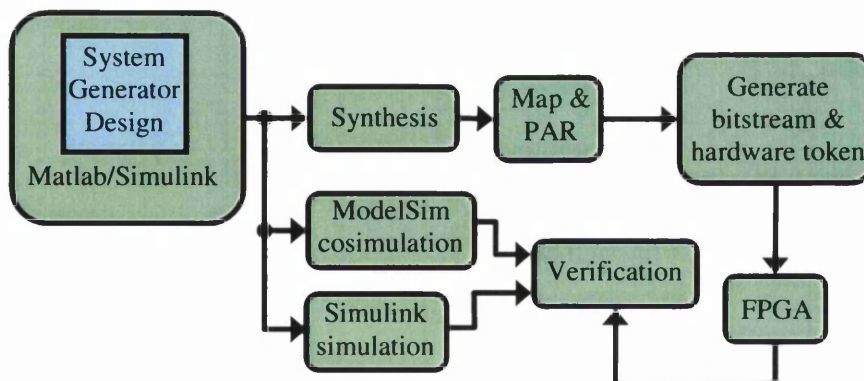 System
Generator
Design
Matlab/Simulink
Synthesis
Map &
PAR
Generate
bitstream &
hardware token
ModelSim
cosimulation
Verification
Simulink
simulation
FPGA